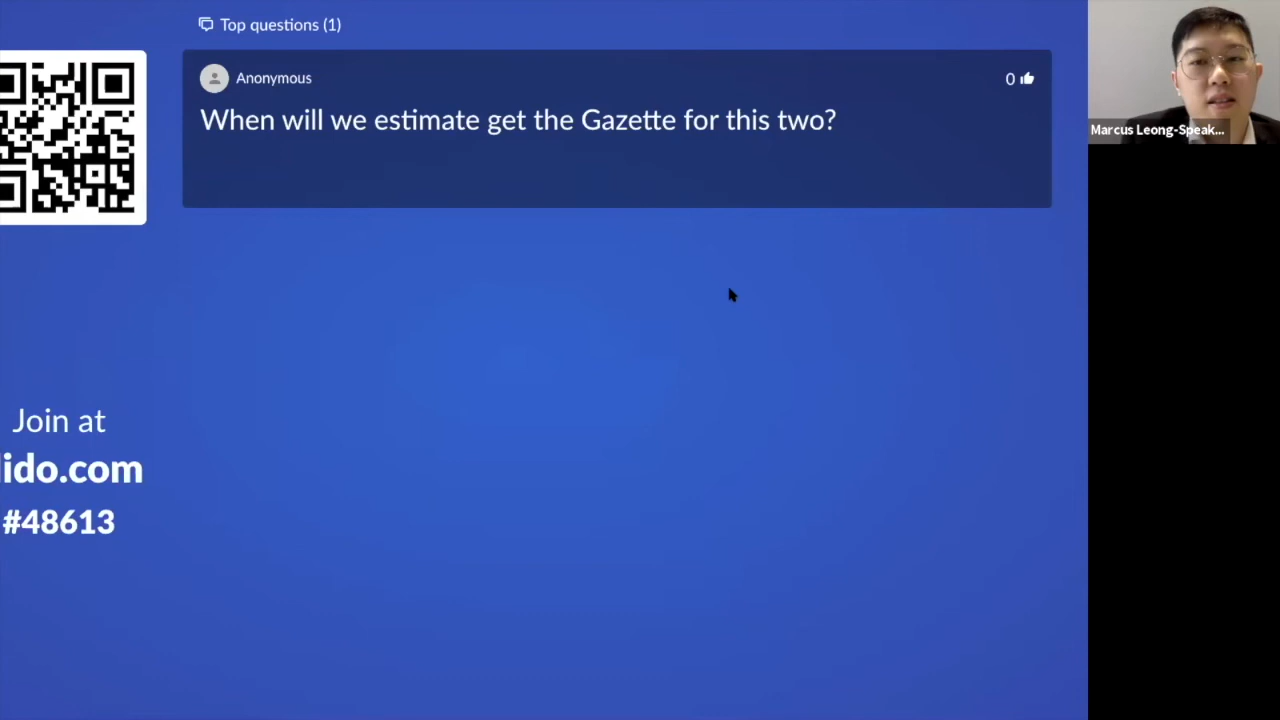 Top questions (1)
Anonymous
0
When will we estimate get the Gazette for this two?
Marcus Leong-Speak...
Join at
lido.com
#48613